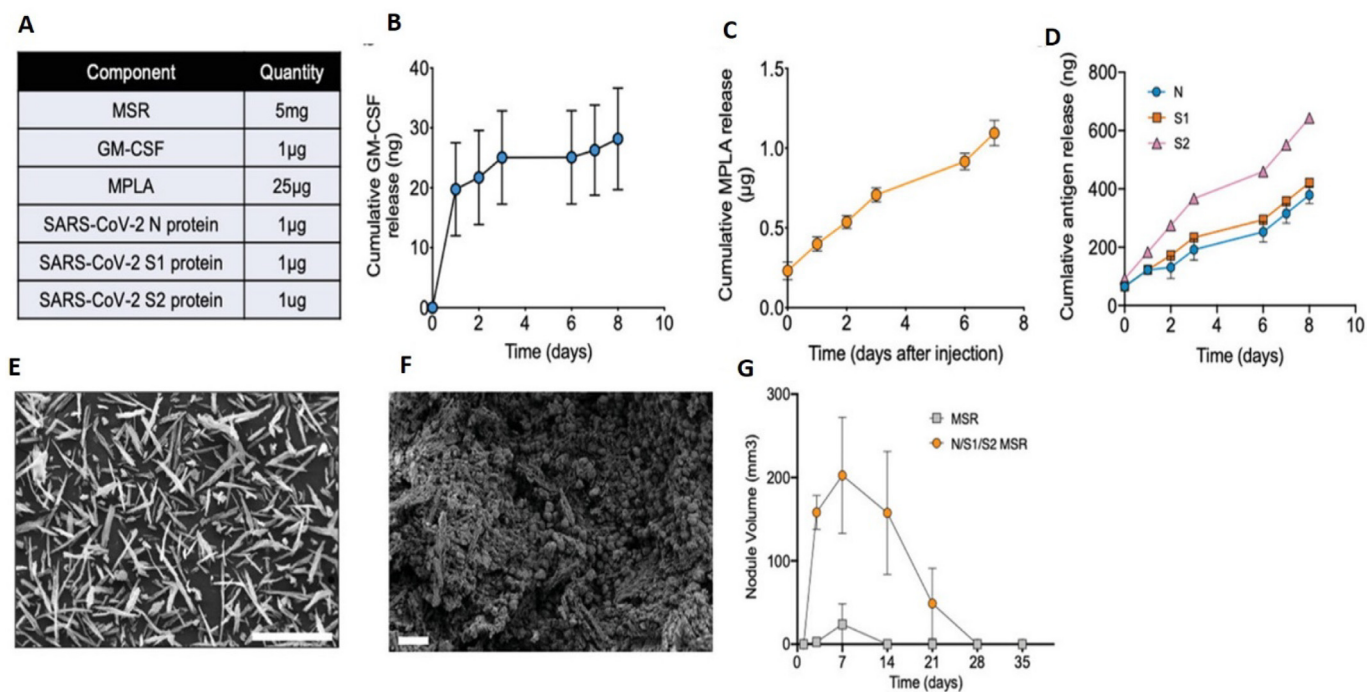 A
Component Quantity
MSR 5mg
GM-CSF 1µg
MPLA 25µg
SARS-CoV-2 N protein 1µg
SARS-CoV-2 S1 protein 1µg
SARS-CoV-2 S2 protein 1ug
B
Cumulative GM-CSF
release (ng)
40
30
20
10
0
0 2 4 6 8 10
Time (days)
C
Cumulative MPLA release
(µg)
1.5
1.0
0.5
0.0
0 2 4 6 8
Time (days after injection)
D
Cumlative antigen release (ng)
800
600
400
200
0
N
S1
S2
0 2 4 6 8 10
Time (days)
E
F
G
Nodule Volume (mm3)
300
200
100
0
MSR
N/S1/S2 MSR
0 7 14 21 28 35
Time (days)